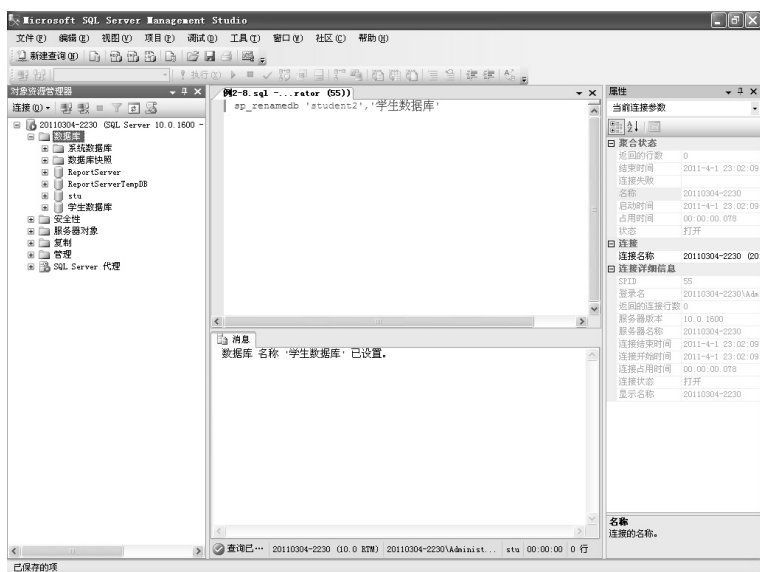 Microsoft SQL Server Management Studio
文件(F) 编辑(E) 视图(V) 项目(P) 调试(D) 工具(T) 窗口(W) 社区(C) 帮助(H)
新建查询(N)
执行(X)
对象资源管理器
连接(O)
20110304-2230 (SQL Server 10.0.1600 -
数据库
系统数据库
数据库快照
ReportServer
ReportServerTempDB
stu
学生数据库
安全性
服务器对象
复制
管理
SQL Server 代理
例2-8.sql -...rator (55))
sp_renamedb 'student2','学生数据库'
消息
数据库 名称 '学生数据库' 已设置。
查询已… 20110304-2230 (10.0 RTM) 20110304-2230\Administ... stu 00:00:00 0 行
属性
当前连接参数
聚合状态
返回的行数 0
结束时间 2011-4-1 23:02:09
连接失败
名称 20110304-2230
启动时间 2011-4-1 23:02:09
占用时间 00:00:00.078
状态 打开
连接
连接名称 20110304-2230 (201
连接详细信息
SPID 55
登录名 20110304-2230\Adm
返回的连接行数 0
服务器版本 10.0.1600
服务器名称 20110304-2230
连接结束时间 2011-4-1 23:02:09
连接开始时间 2011-4-1 23:02:09
连接占用时间 00:00:00.078
连接状态 打开
显示名称 20110304-2230
名称
连接的名称。
已保存的项